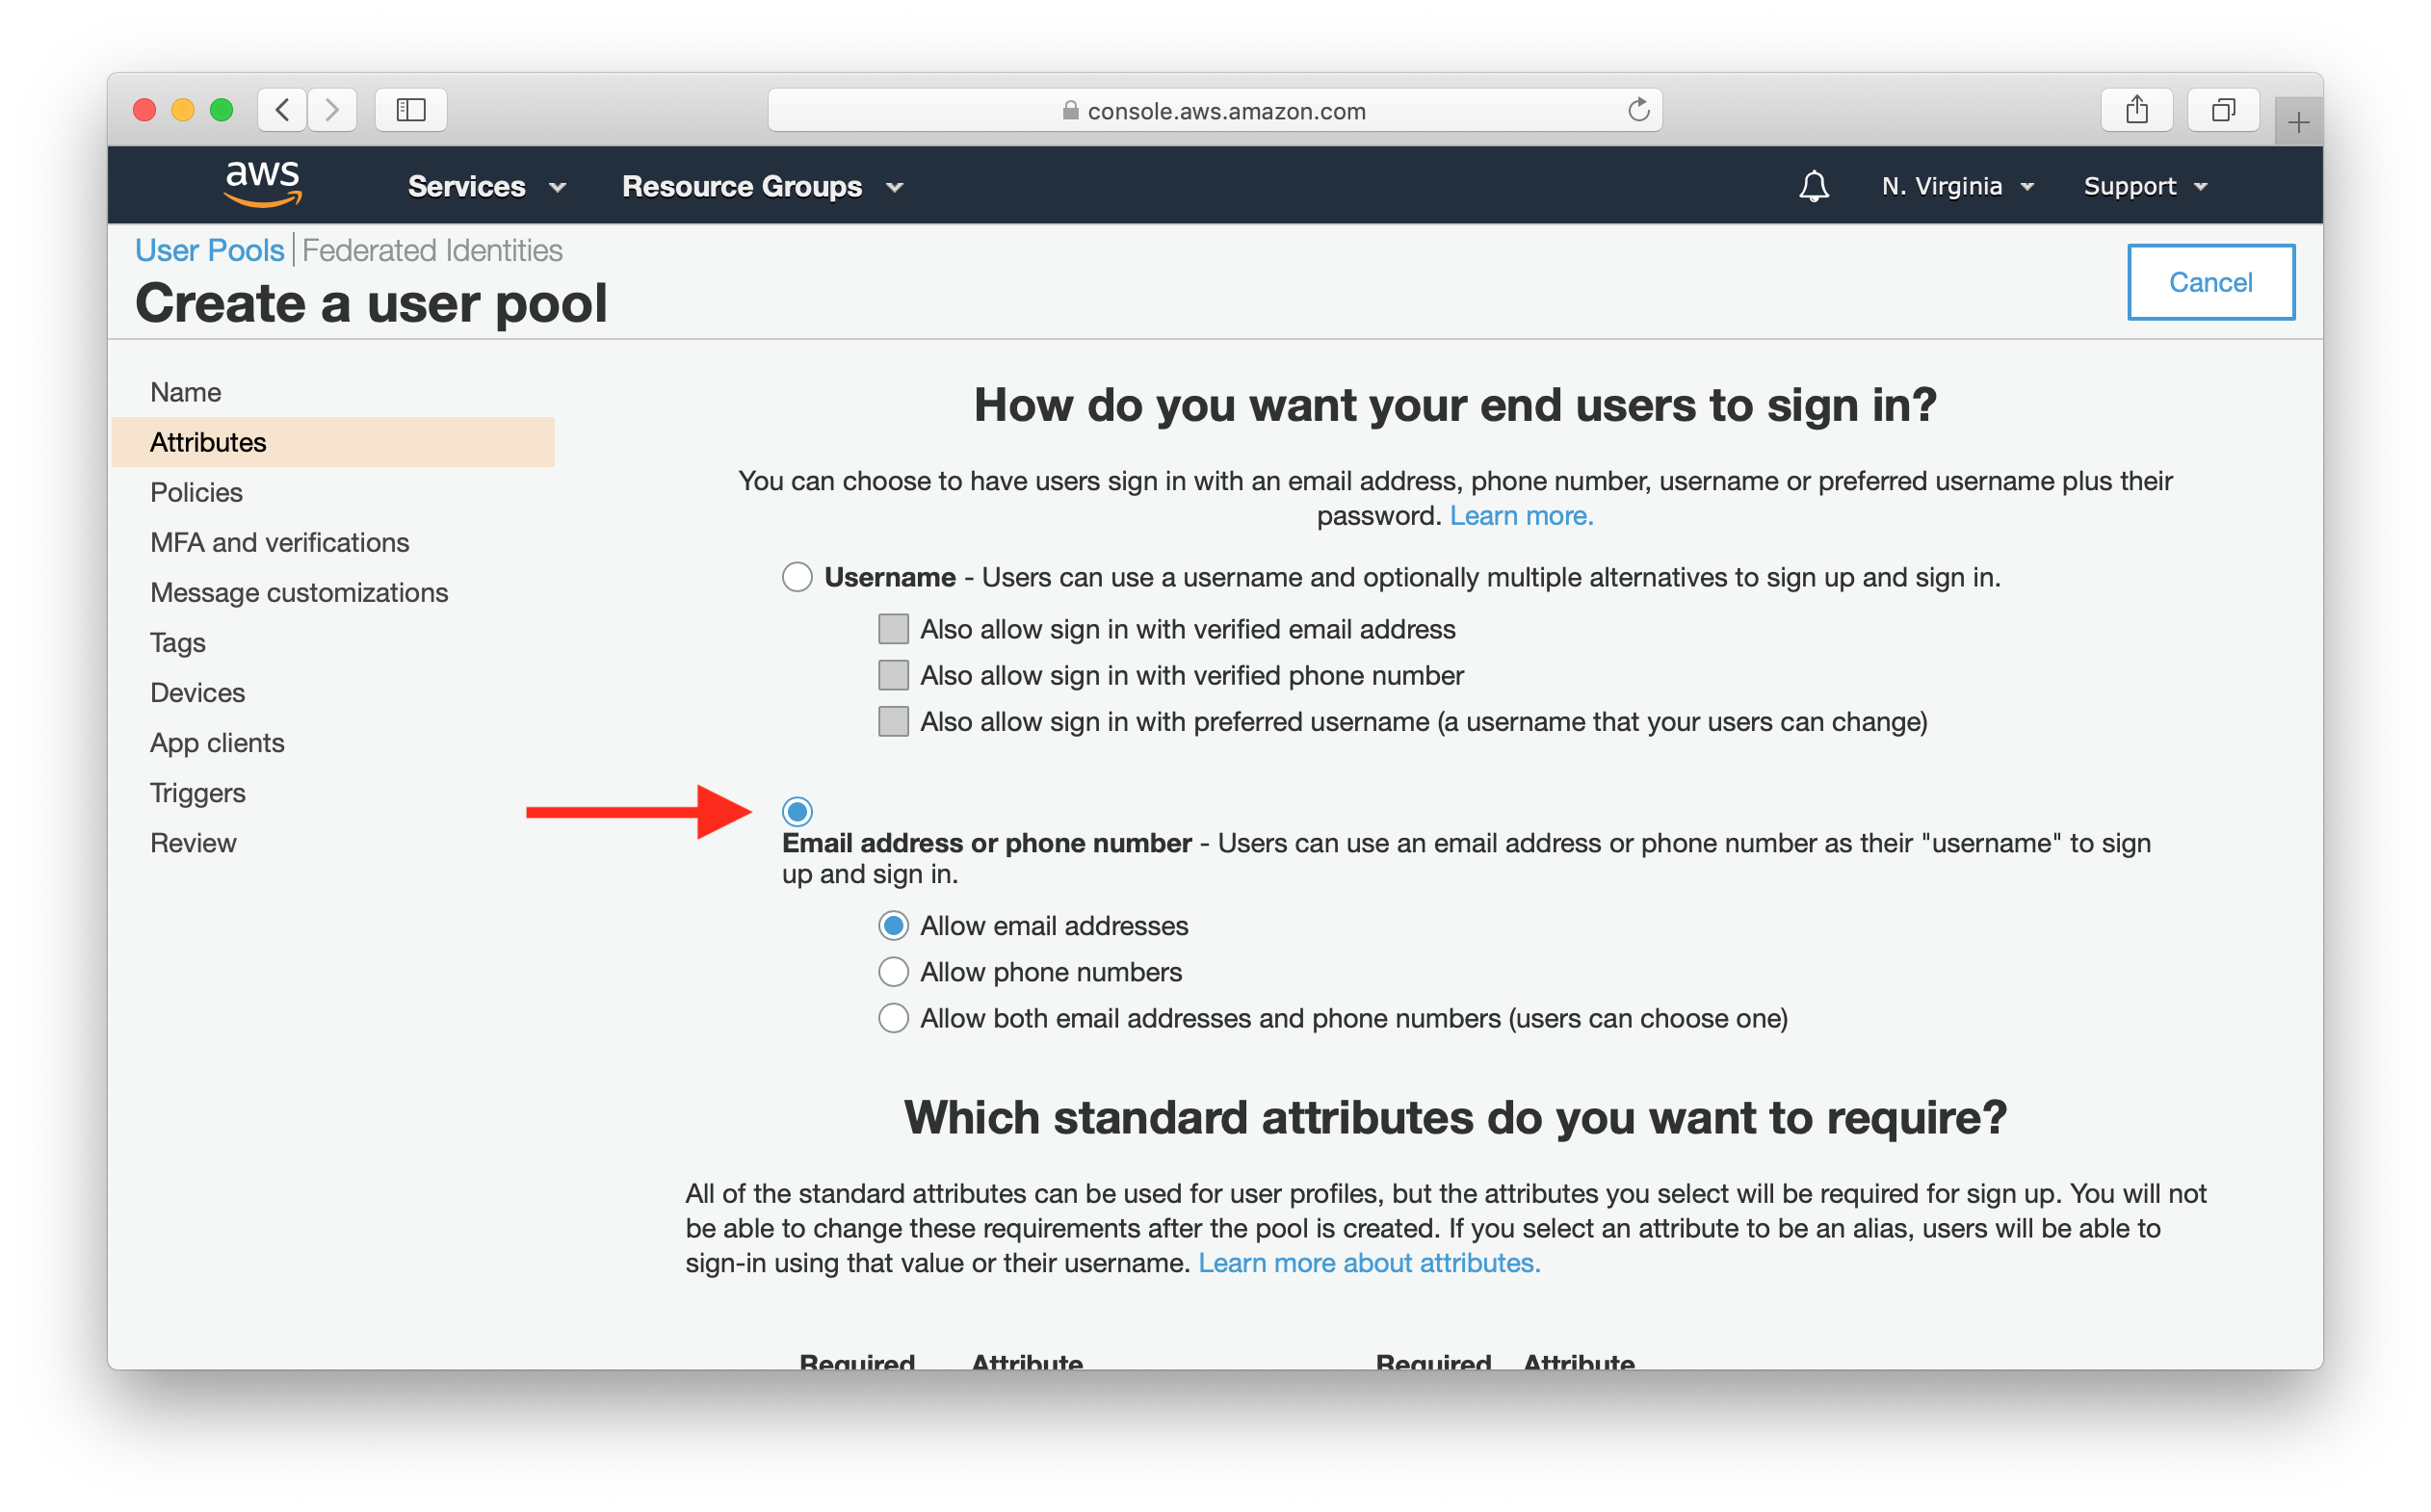 console.aws.amazon.com
aws Services Resource Groups N. Virginia Support
User Pools Federated Identities
Create a user pool
Cancel
Name
Attributes
Policies
MFA and verifications
Message customizations
Tags
Devices
App clients
Triggers
Review
How do you want your end users to sign in?
You can choose to have users sign in with an email address, phone number, username or preferred username plus their
password. Learn more.
Username - Users can use a username and optionally multiple alternatives to sign up and sign in.
Also allow sign in with verified email address
Also allow sign in with verified phone number
Also allow sign in with preferred username (a username that your users can change)
Email address or phone number - Users can use an email address or phone number as their "username" to sign
up and sign in.
Allow email addresses
Allow phone numbers
Allow both email addresses and phone numbers (users can choose one)
Which standard attributes do you want to require?
All of the standard attributes can be used for user profiles, but the attributes you select will be required for sign up. You will not
be able to change these requirements after the pool is created. If you select an attribute to be an alias, users will be able to
sign-in using that value or their username. Learn more about attributes.
Required Attribute Required Attribute